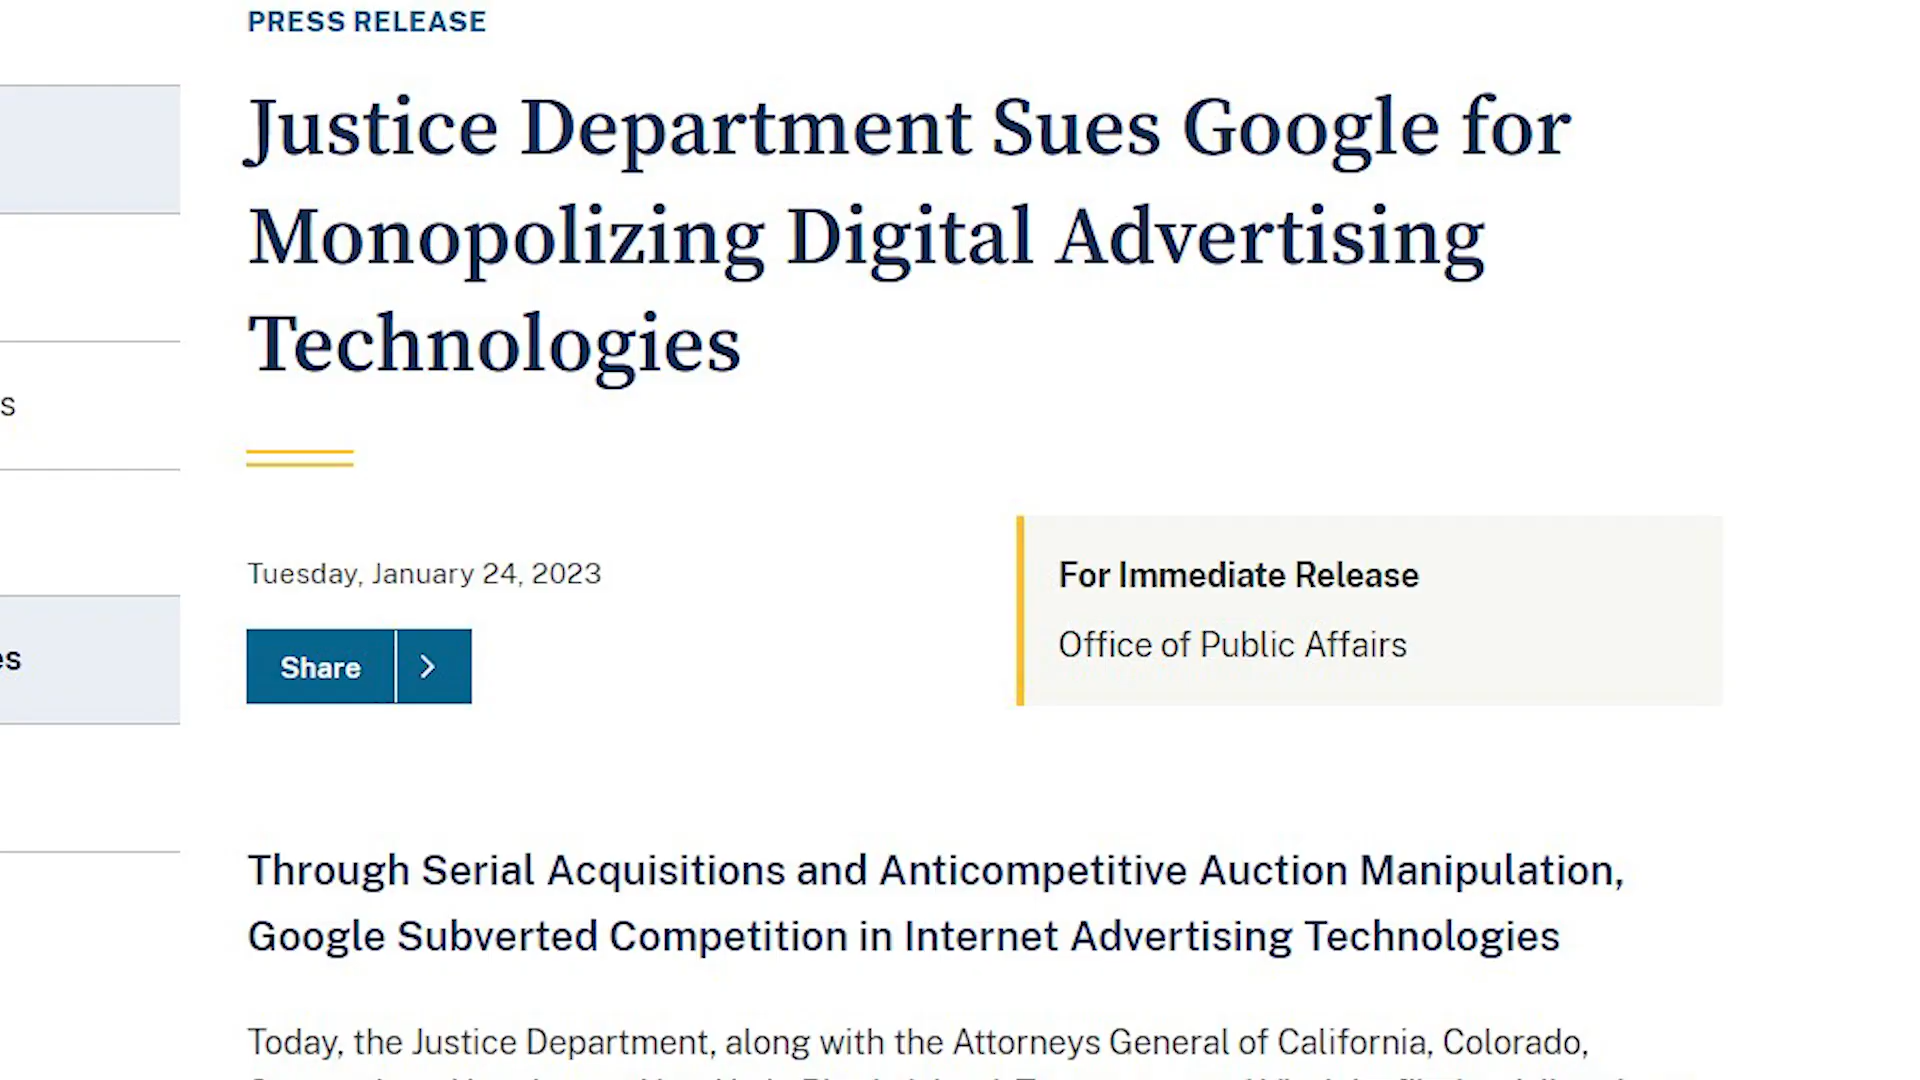 PRESS RELEASE
Justice Department Sues Google for
Monopolizing Digital Advertising
Technologies
s
es
Tuesday, January 24, 2023
Share
For Immediate Release
Office of Public Affairs
Through Serial Acquisitions and Anticompetitive Auction Manipulation,
Google Subverted Competition in Internet Advertising Technologies
Today, the Justice Department, along with the Attorneys General of California, Colorado,